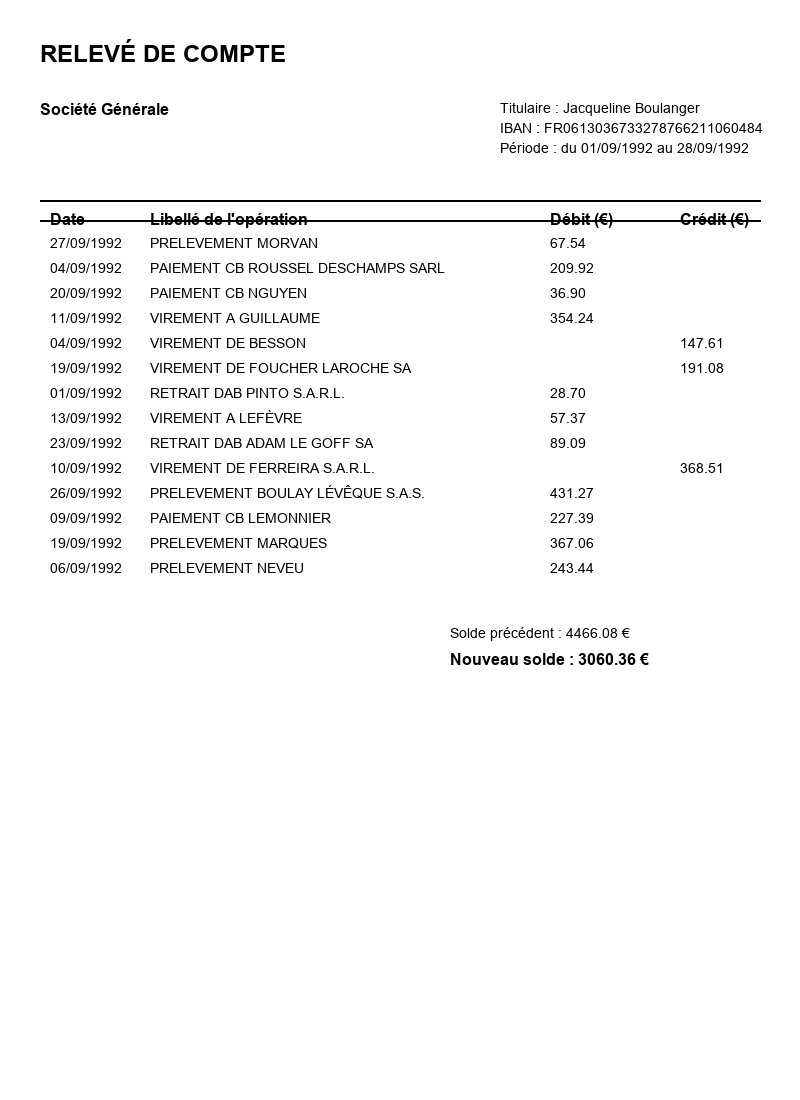 RELEVÉ DE COMPTE
Société Générale
Titulaire : Jacqueline Boulanger
IBAN : FR0613036733278766211060484
Période : du 01/09/1992 au 28/09/1992
Date Libellé de l'opération Débit (€) Crédit (€)
27/09/1992 PRELEVEMENT MORVAN 67.54
04/09/1992 PAIEMENT CB ROUSSEL DESCHAMPS SARL 209.92
20/09/1992 PAIEMENT CB NGUYEN 36.90
11/09/1992 VIREMENT A GUILLAUME 354.24
04/09/1992 VIREMENT DE BESSON 147.61
19/09/1992 VIREMENT DE FOUCHER LAROCHE SA 191.08
01/09/1992 RETRAIT DAB PINTO S.A.R.L. 28.70
13/09/1992 VIREMENT A LEFÈVRE 57.37
23/09/1992 RETRAIT DAB ADAM LE GOFF SA 89.09
10/09/1992 VIREMENT DE FERREIRA S.A.R.L. 368.51
26/09/1992 PRELEVEMENT BOULAY LÉVÊQUE S.A.S. 431.27
09/09/1992 PAIEMENT CB LEMONNIER 227.39
19/09/1992 PRELEVEMENT MARQUES 367.06
06/09/1992 PRELEVEMENT NEVEU 243.44
Solde précédent : 4466.08 €
Nouveau solde : 3060.36 €